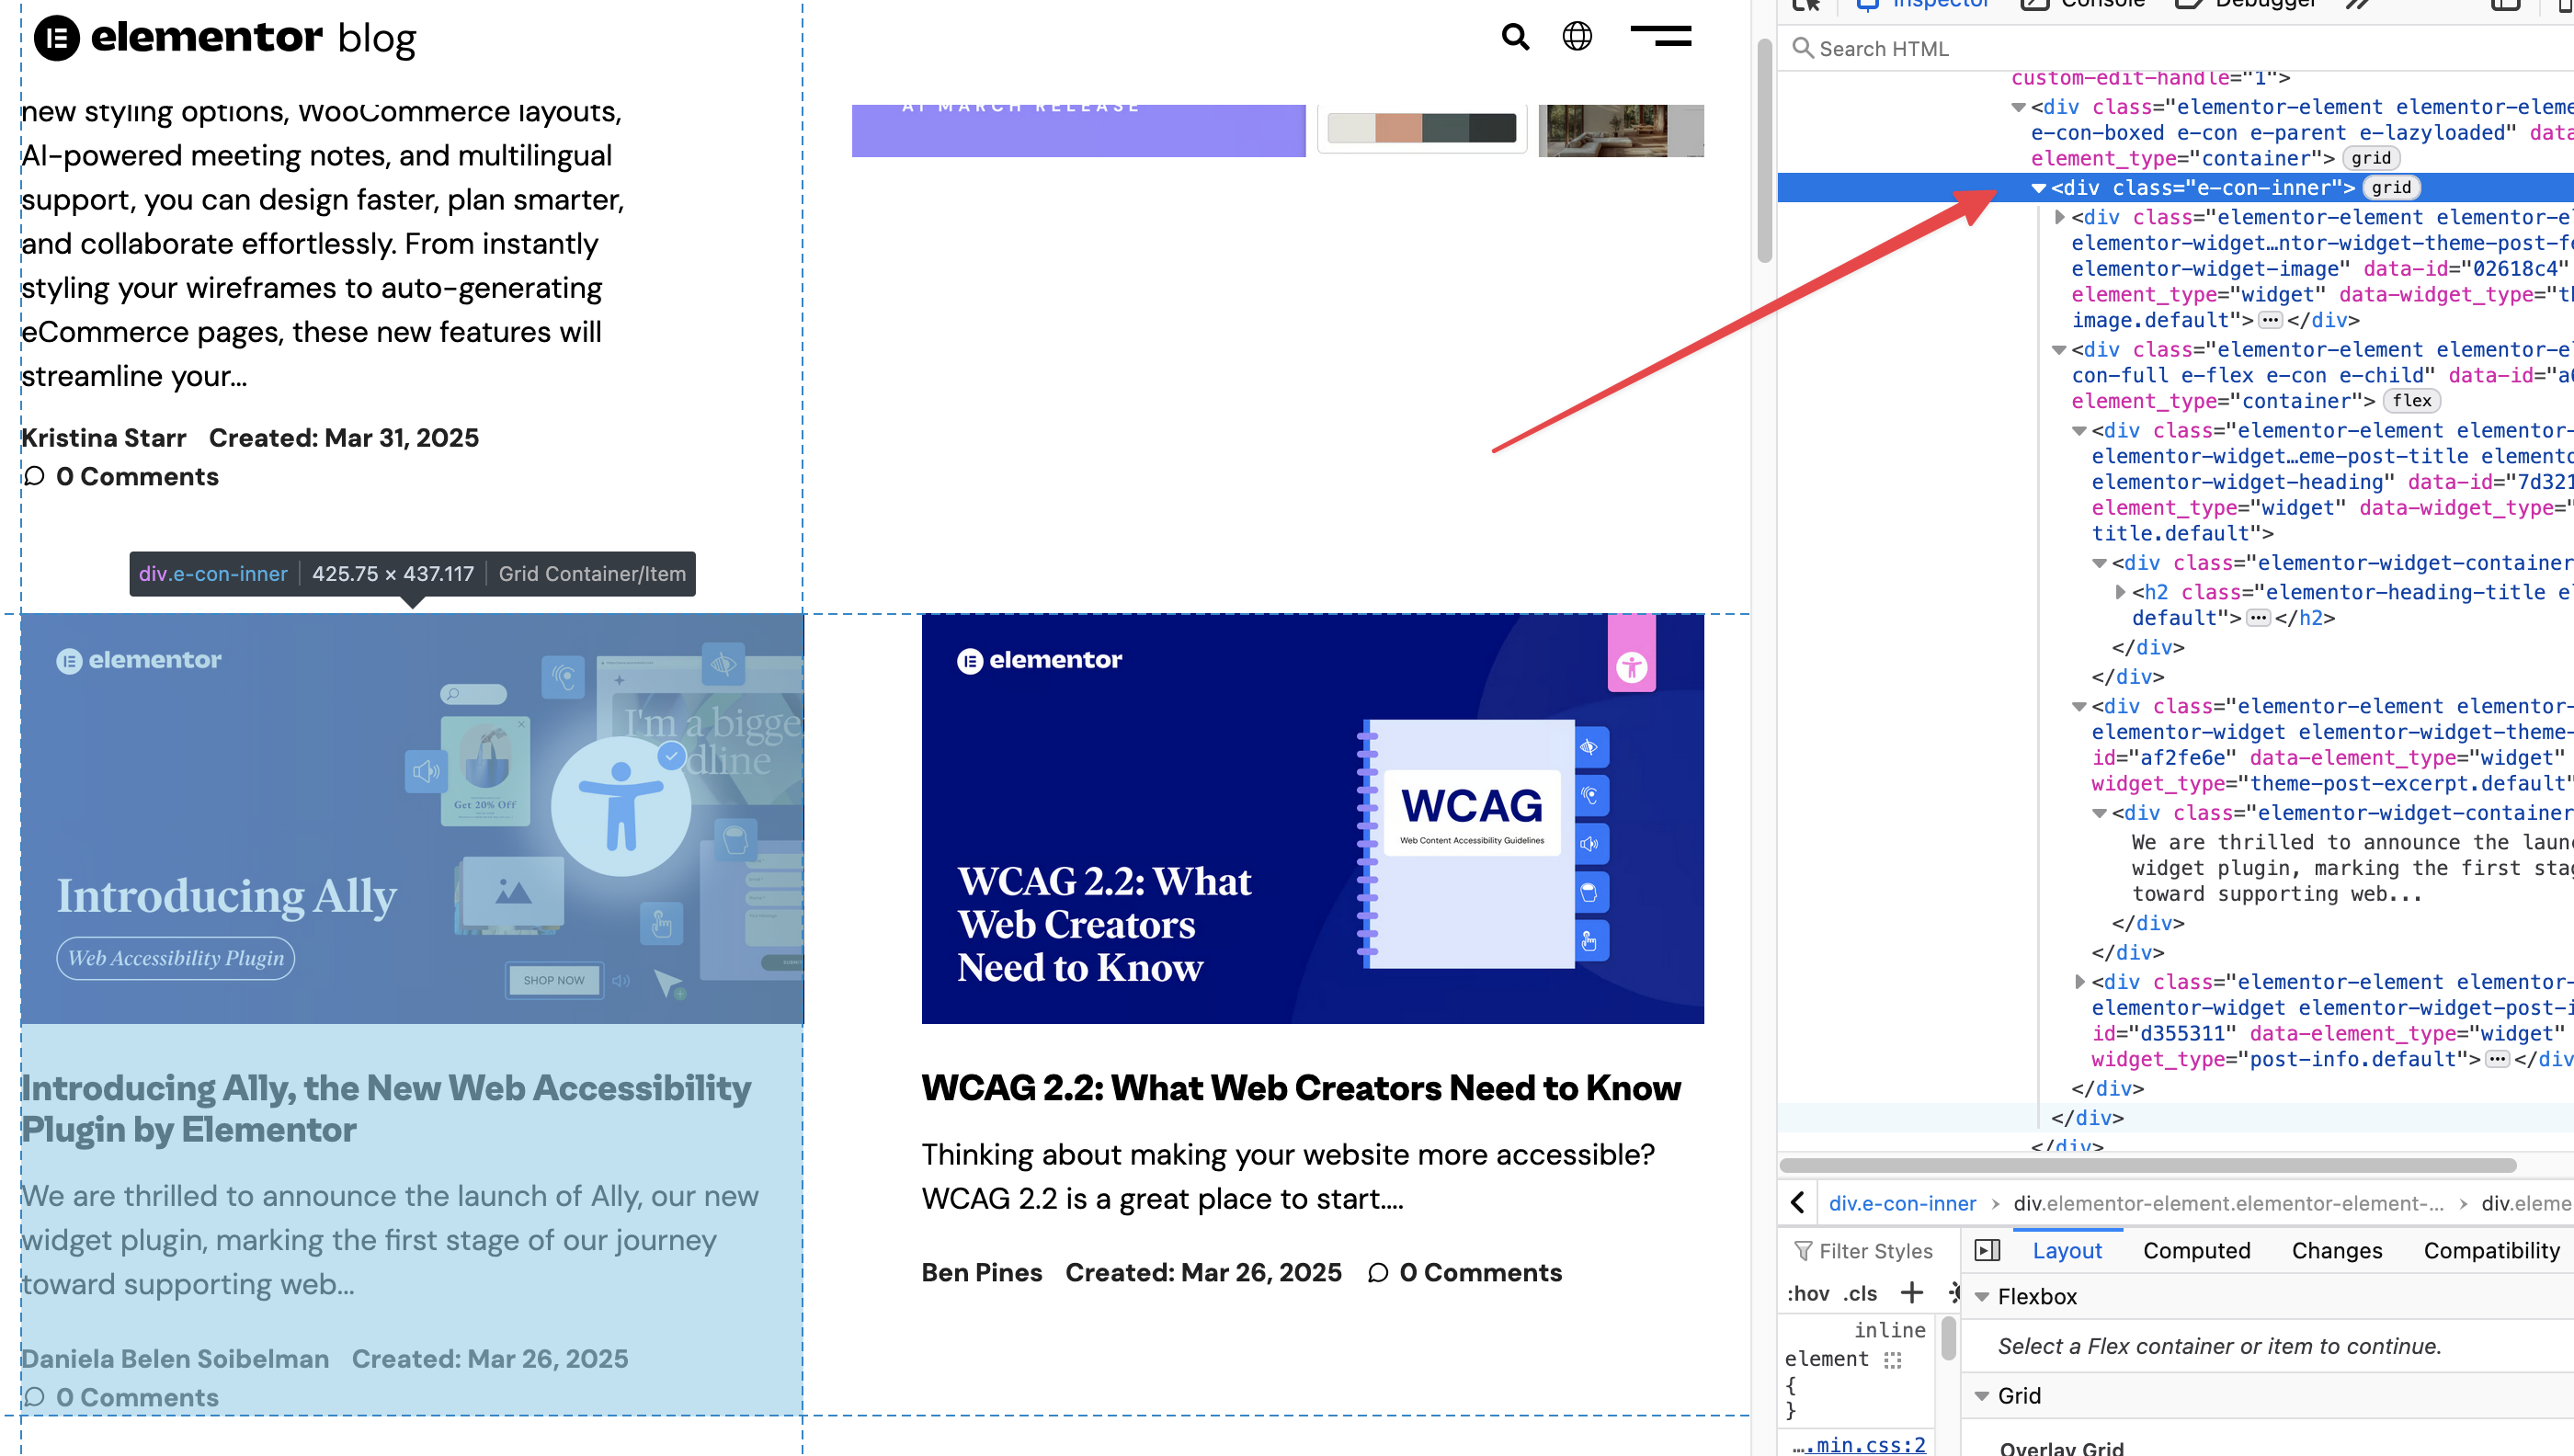 elementor blog
new styling options, WooCommerce layouts,
AI-powered meeting notes, and multilingual
support, you can design faster, plan smarter,
and collaborate effortlessly. From instantly
styling your wireframes to auto-generating
eCommerce pages, these new features will
streamline your...
Kristina Starr Created: Mar 31, 2025
0 Comments
AI MARCH RELEASE
div.e-con-inner 425.75 × 437.117 Grid Container/Item
elementor
I'm a bigge
dline
Get 20% Off
Introducing Ally
Web Accessibility Plugin
SHOP NOW
Introducing Ally, the New Web Accessibility
Plugin by Elementor
We are thrilled to announce the launch of Ally, our new
widget plugin, marking the first stage of our journey
toward supporting web...
Daniela Belen Soibelman Created: Mar 26, 2025
0 Comments
elementor
WCAG
Web Content Accessibility Guidelines
WCAG 2.2: What
Web Creators
Need to Know
WCAG 2.2: What Web Creators Need to Know
Thinking about making your website more accessible?
WCAG 2.2 is a great place to start....
Ben Pines Created: Mar 26, 2025 0 Comments
Inspector Console Debugger
Search HTML
custom-edit-handle="1">
<div class="elementor-element elementor-eleme
e-con-boxed e-con e-parent e-lazyloaded" data
element_type="container"> grid
<div class="e-con-inner"> grid
<div class="elementor-element elementor-el
elementor-widget…ntor-widget-theme-post-fe
elementor-widget-image" data-id="02618c4"
element_type="widget" data-widget_type="th
image.default"> ••• </div>
<div class="elementor-element elementor-el
con-full e-flex e-con e-child" data-id="a6
element_type="container"> flex
<div class="elementor-element elementor-
elementor-widget…eme-post-title elemento
elementor-widget-heading" data-id="7d321
element_type="widget" data-widget_type="
title.default">
<div class="elementor-widget-container
<h2 class="elementor-heading-title e
default"> ••• </h2>
</div>
</div>
<div class="elementor-element elementor-
elementor-widget elementor-widget-theme-
id="af2fe6e" data-element_type="widget"
widget_type="theme-post-excerpt.default"
<div class="elementor-widget-container
We are thrilled to announce the laun
widget plugin, marking the first stag
toward supporting web...
</div>
</div>
<div class="elementor-element elementor-
elementor-widget elementor-widget-post-i
id="d355311" data-element_type="widget"
widget_type="post-info.default"> ••• </div
</div>
</div>
</div>
div.e-con-inner › div.elementor-element.elementor-element-... › div.eleme
Filter Styles
:hov .cls +
inline
element
{
}
….min.css:2
Layout Computed Changes Compatibility
Flexbox
Select a Flex container or item to continue.
Grid
Overlay Grid